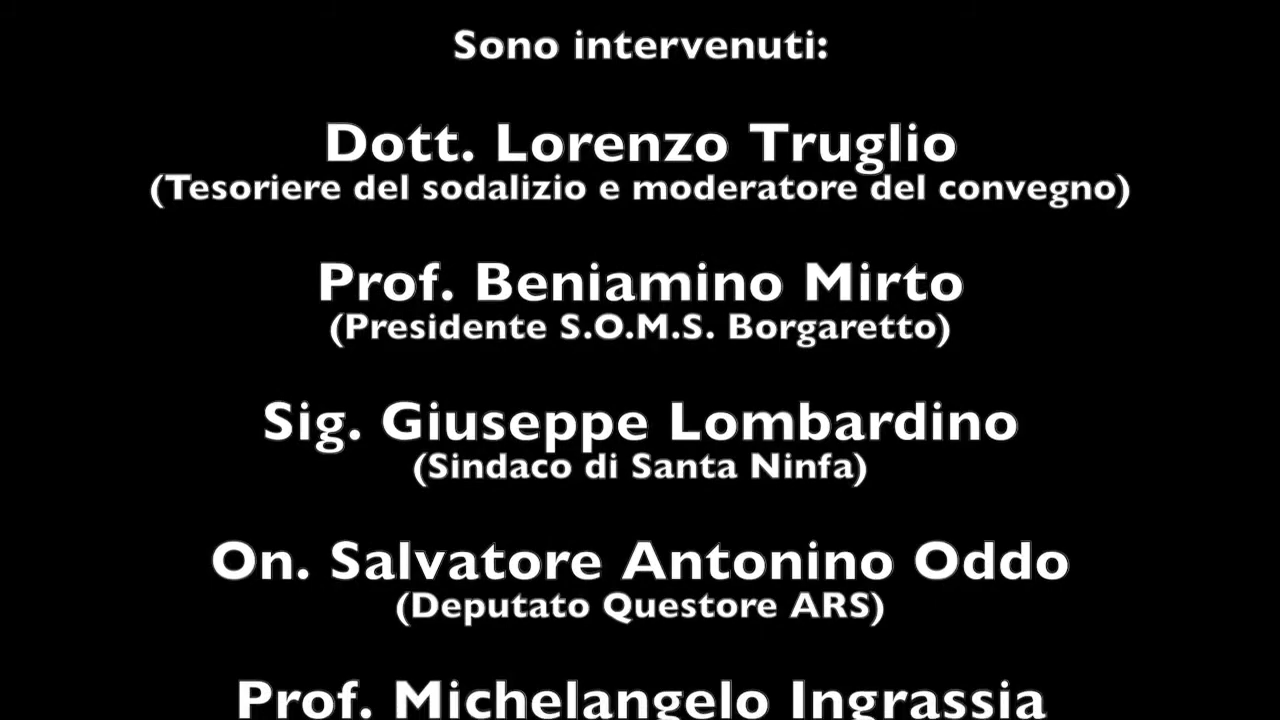 Sono intervenuti:
Dott. Lorenzo Truglio
(Tesoriere del sodalizio e moderatore del convegno)
Prof. Beniamino Mirto
(Presidente S.O.M.S. Borgaretto)
Sig. Giuseppe Lombardino
(Sindaco di Santa Ninfa)
On. Salvatore Antonino Oddo
(Deputato Questore ARS)
Prof. Michelangelo Ingrassia